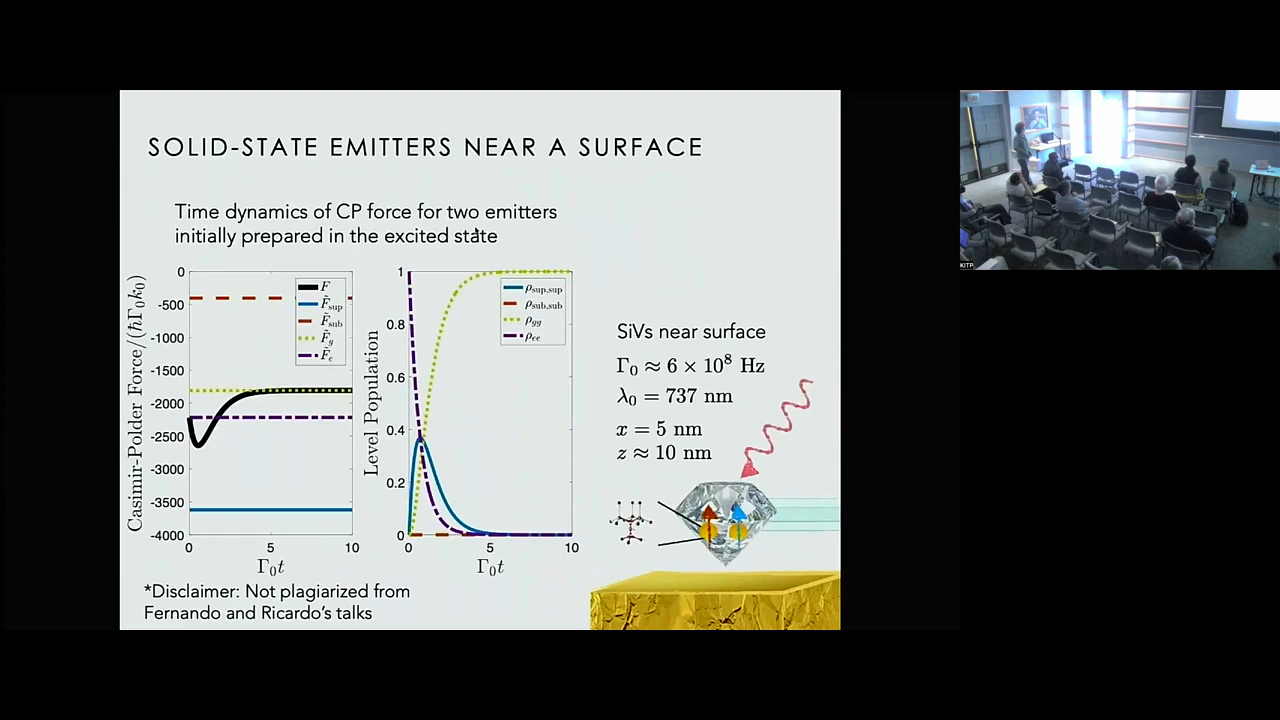 SOLID-STATE EMITTERS NEAR A SURFACE
Time dynamics of CP force for two emitters
initially prepared in the excited state
Casimir-Polder Force/(ħΓ₀k₀)
0
-500
-1000
-1500
-2000
-2500
-3000
-3500
-4000
F
F̃sup
F̃sub
F̃g
F̃e
0 5 10
Γ₀t
Level Population
1
0.8
0.6
0.4
0.2
0
ρsup,sup
ρsub,sub
ρgg
ρee
0 5 10
Γ₀t
SiVs near surface
Γ₀ ≈ 6 × 10⁸ Hz
λ₀ = 737 nm
x = 5 nm
z ≈ 10 nm
*Disclaimer: Not plagiarized from
Fernando and Ricardo's talks
KITP